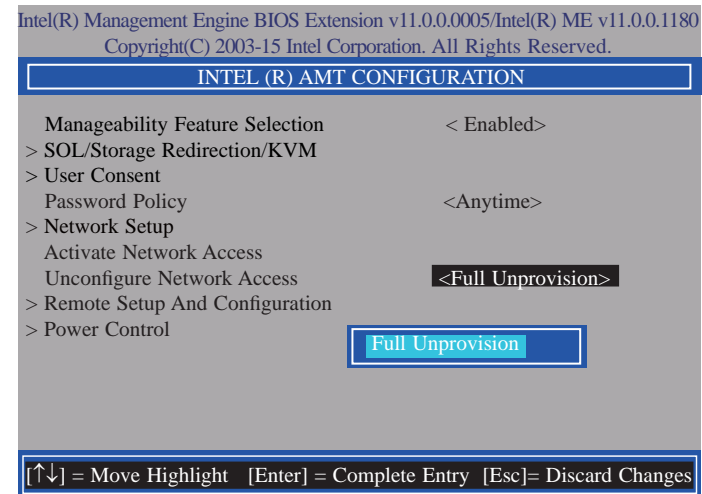 Intel(R) Management Engine BIOS Extension v11.0.0.0005/Intel(R) ME v11.0.0.1180
Copyright(C) 2003-15 Intel Corporation. All Rights Reserved.
INTEL (R) AMT CONFIGURATION
Manageability Feature Selection < Enabled>
> SOL/Storage Redirection/KVM
> User Consent
Password Policy <Anytime>
> Network Setup
Activate Network Access
Unconfigure Network Access <Full Unprovision>
> Remote Setup And Configuration
> Power Control
Full Unprovision
[↑↓] = Move Highlight [Enter] = Complete Entry [Esc]= Discard Changes